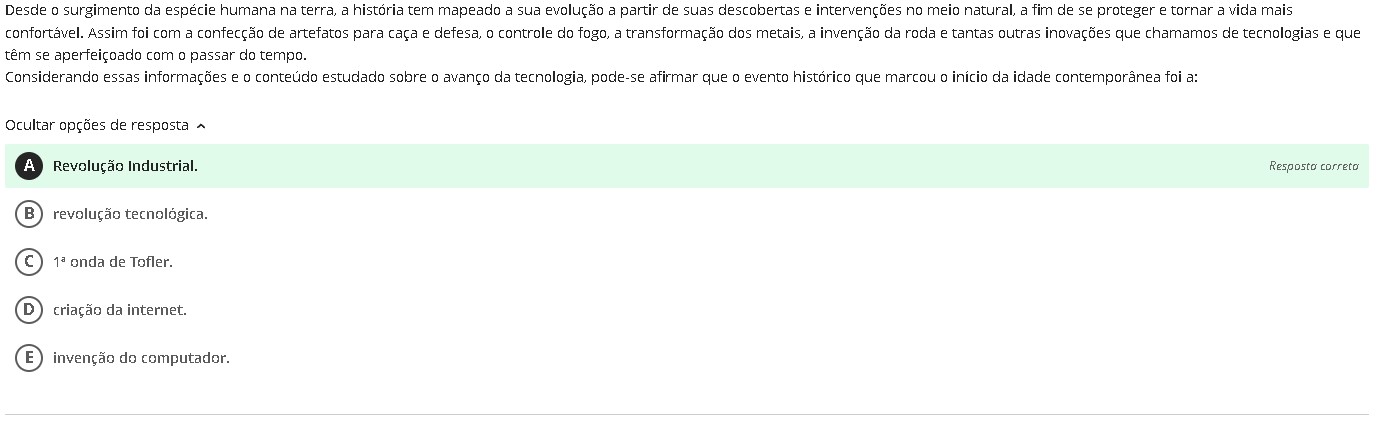 Desde o surgimento da espécie humana na terra, a história tem mapeado a sua evolução a partir de suas descobertas e intervenções no meio natural, a fim de se proteger e tornar a vida mais
confortável. Assim foi com a confecção de artefatos para caça e defesa, o controle do fogo, a transformação dos metais, a invenção da roda e tantas outras inovações que chamamos de tecnologias e que
têm se aperfeiçoado com o passar do tempo.
Considerando essas informações e o conteúdo estudado sobre o avanço da tecnologia, pode-se afirmar que o evento histórico que marcou o início da idade contemporânea foi a:
Ocultar opções de resposta
A Revolução Industrial. Resposta correta
B revolução tecnológica.
C 1ª onda de Tofler.
D criação da internet.
E invenção do computador.